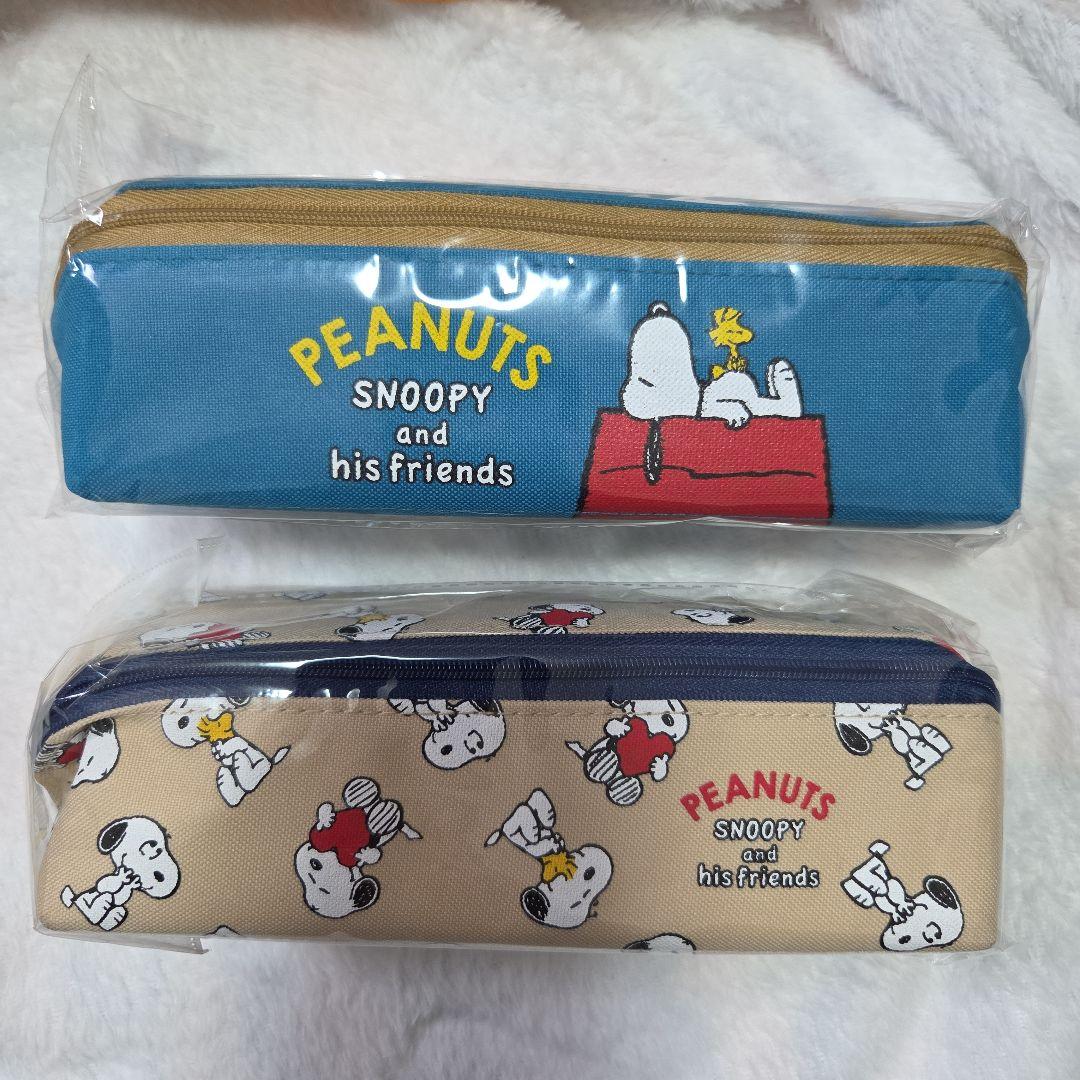 PEANUTS
SNOOPY
and
his friends
PEANUTS
SNOOPY
and
his friends